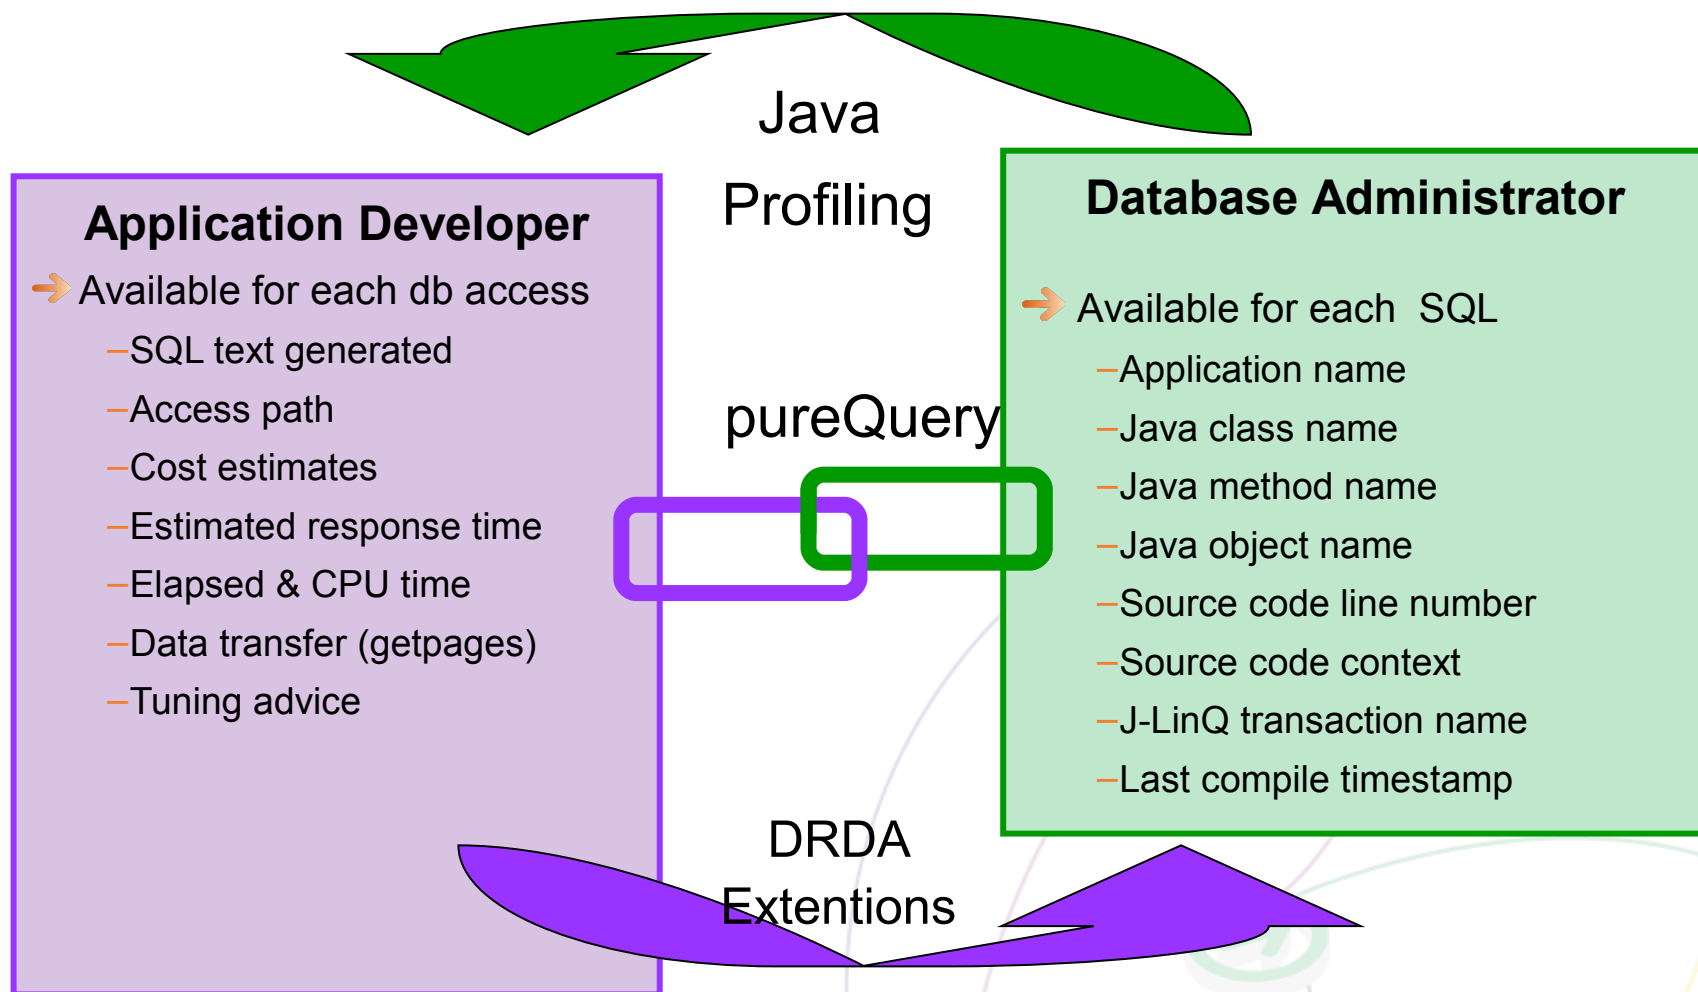 Java
Profiling
Application Developer
Available for each db access
–SQL text generated
–Access path
–Cost estimates
–Estimated response time
–Elapsed & CPU time
–Data transfer (getpages)
–Tuning advice
pureQuery
Database Administrator
Available for each  SQL
–Application name
–Java class name
–Java method name
–Java object name
–Source code line number
–Source code context
–J-LinQ transaction name
–Last compile timestamp
DRDA
Extentions